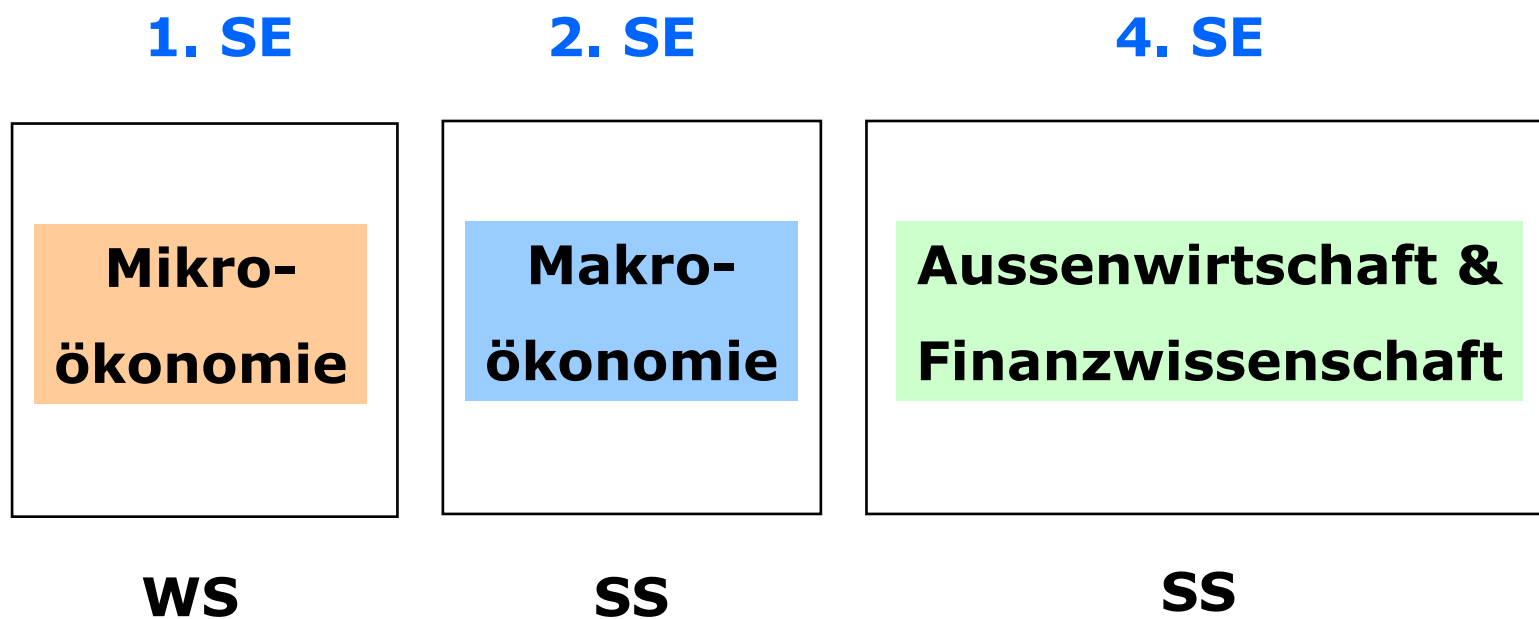 1. SE
2. SE
4. SE
Mikro-
ökonomie
Makro-
ökonomie
Aussenwirtschaft &
Finanzwissenschaft
WS
SS
SS